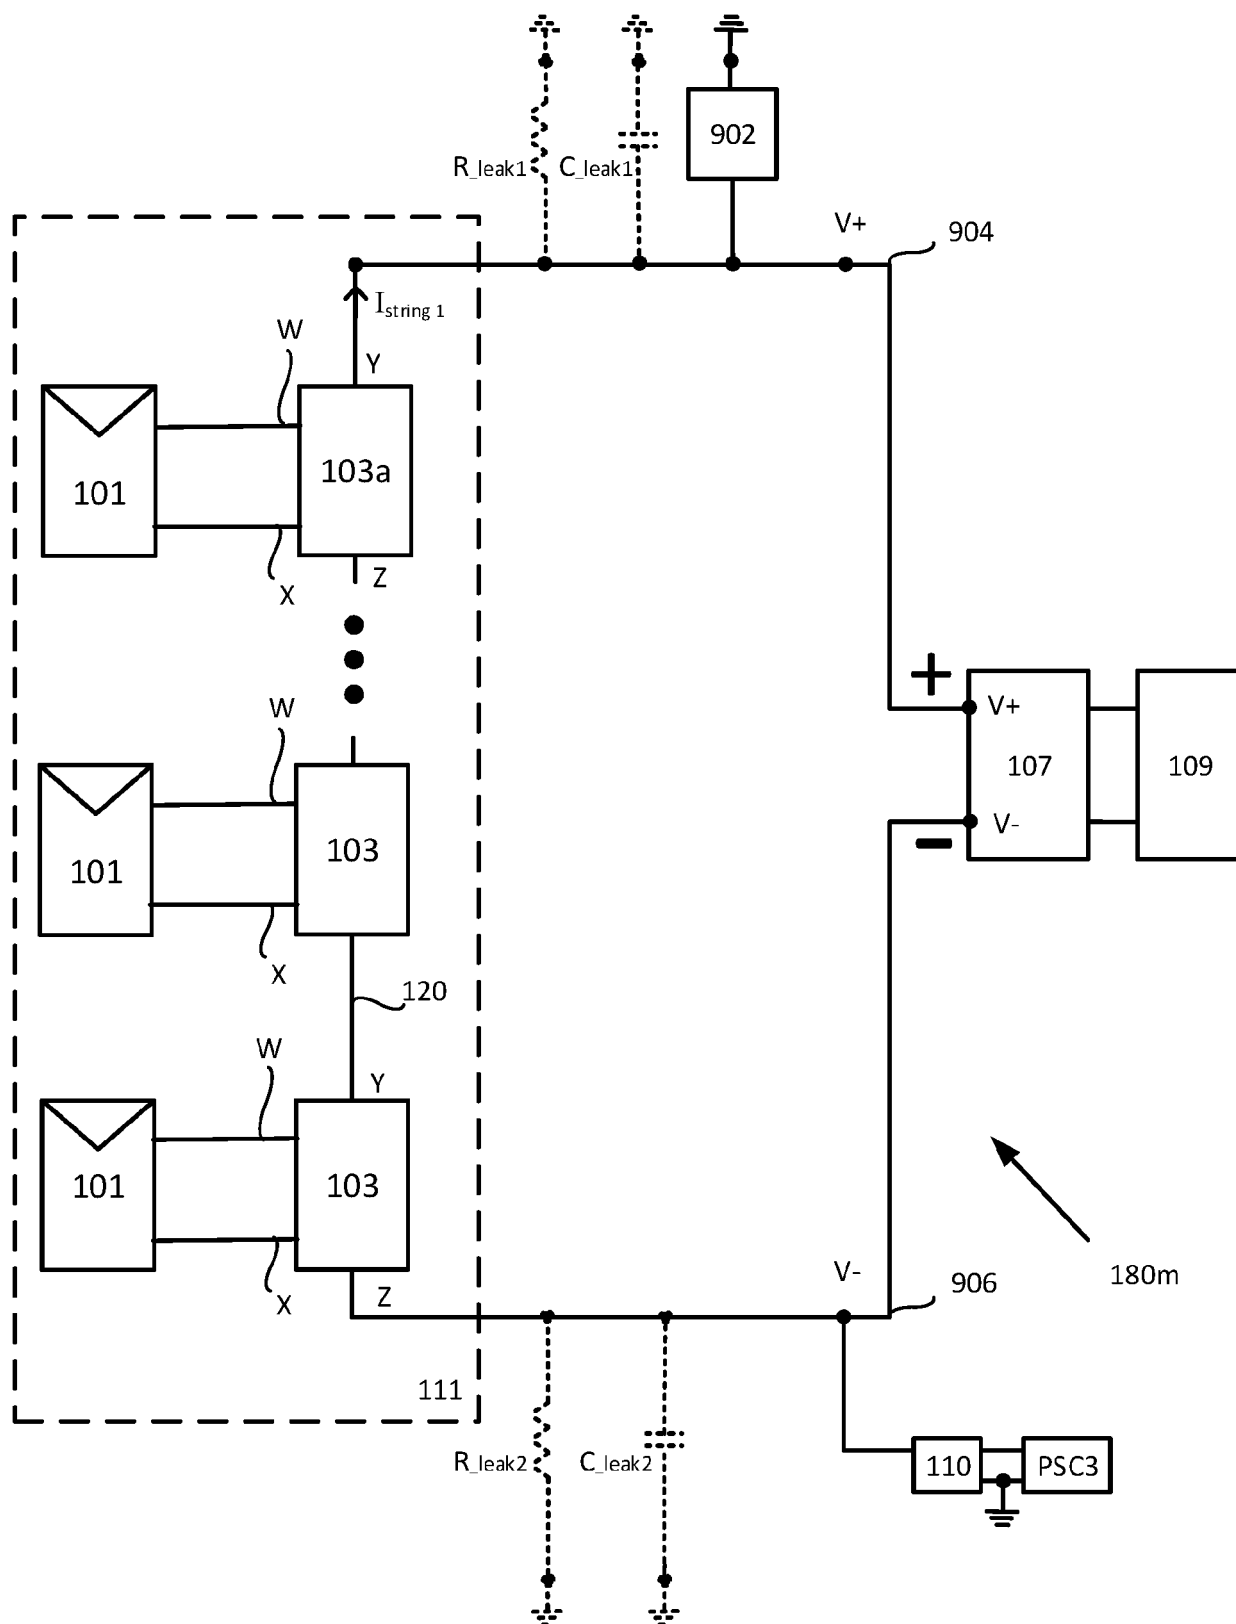 902
R_leak1
C_leak1
V+
904
I string 1
W
Y
101
103a
X
Z
W
V+
107
109
101
103
V-
X
120
W
Y
101
103
180m
X
Z
V-
906
111
R_leak2
C_leak2
110
PSC3